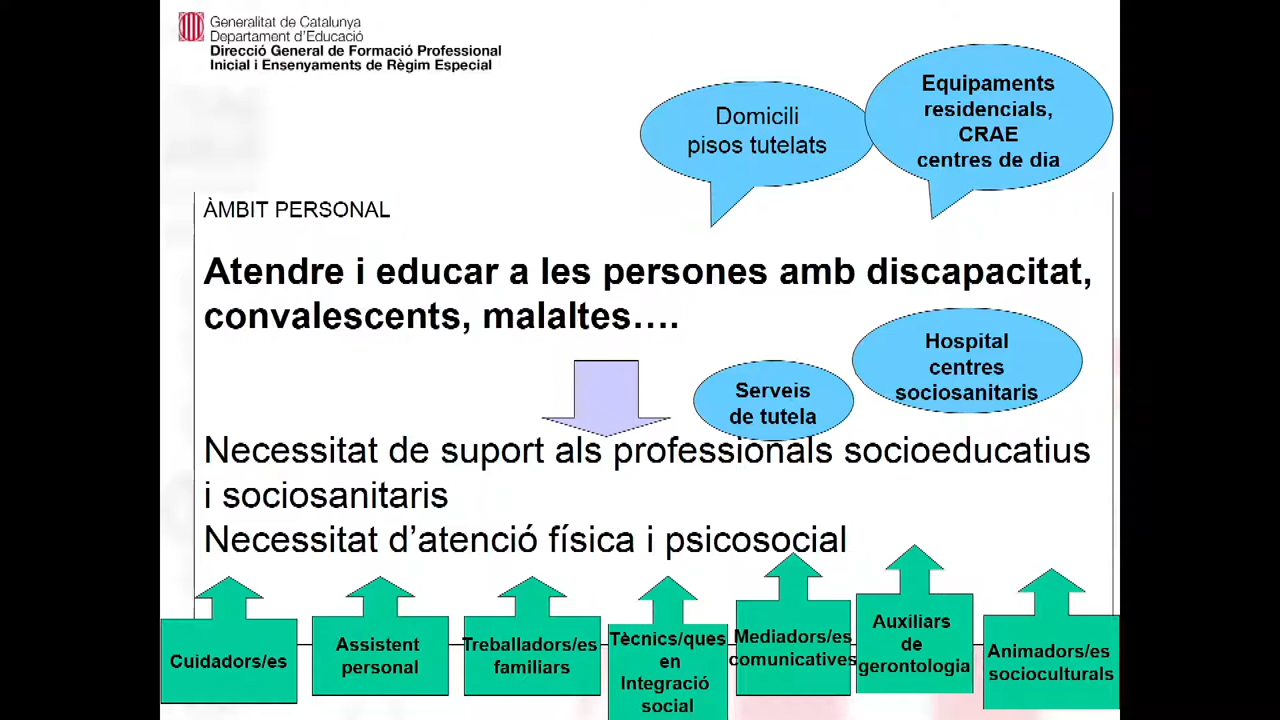 Generalitat de Catalunya
Departament d'Educació
Direcció General de Formació Professional
Inicial i Ensenyaments de Règim Especial
Domicili
pisos tutelats
Equipaments
residencials,
CRAE
centres de dia
ÀMBIT PERSONAL
Atendre i educar a les persones amb discapacitat,
convalescents, malaltes….
Hospital
centres
sociosanitaris
Serveis
de tutela
Necessitat de suport als professionals socioeducatius
i sociosanitaris
Necessitat d'atenció física i psicosocial
Cuidadors/es
Assistent
personal
Treballadors/es
familiars
Tècnics/ques
en
Integració
social
Mediadors/es
comunicatives
Auxiliars
de
gerontologia
Animadors/es
socioculturals